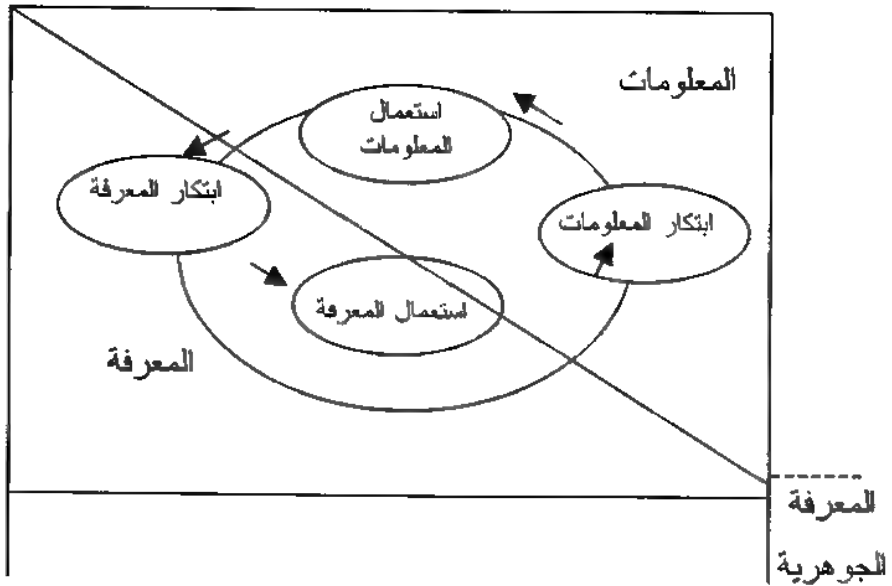 المعلومات
استعمال
المعلومات
ابتكار المعرفة
ابتكار المعلومات
استعمال المعرفة
المعرفة
المعرفة
الجوهرية